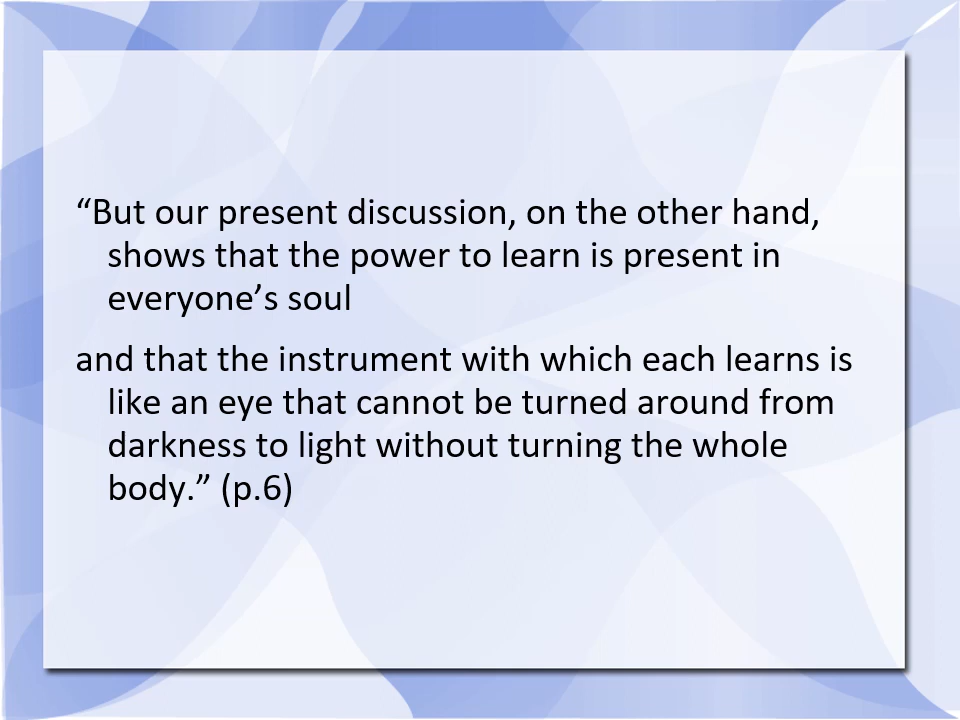 “But our present discussion, on the other hand,
shows that the power to learn is present in
everyone’s soul
and that the instrument with which each learns is
like an eye that cannot be turned around from
darkness to light without turning the whole
body.” (p.6)